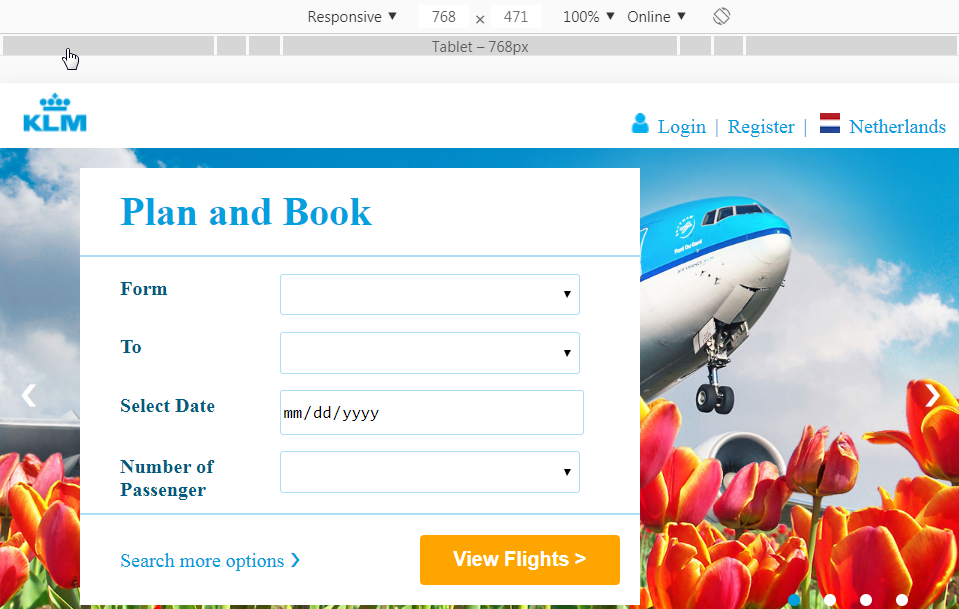 Responsive ▼ 768 × 471 100% ▼ Online ▼
Tablet – 768px
KLM
Login | Register | Netherlands
Plan and Book
Form
To
Select Date mm/dd/yyyy
Number of
Passenger
Search more options ❯
View Flights >